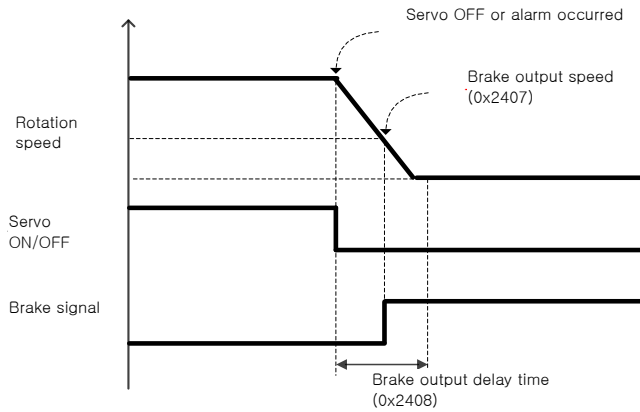 Servo OFF or alarm occurred
Brake output speed
(0x2407)
Rotation
speed
Servo
ON/OFF
Brake signal
Brake output delay time
(0x2408)